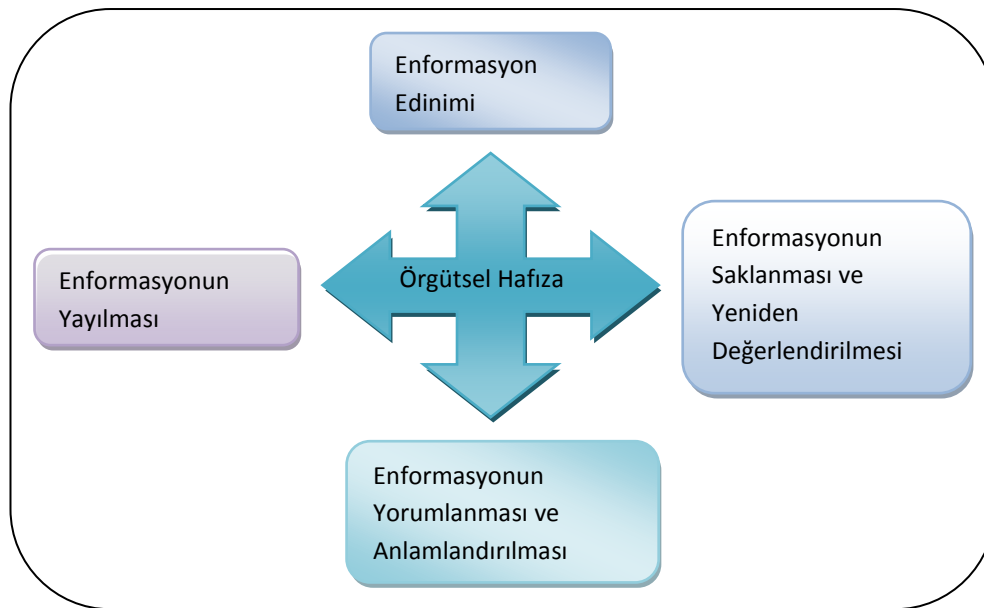 Enformasyon
Edinimi
Enformasyonun
Yayılması
Örgütsel Hafıza
Enformasyonun
Saklanması ve
Yeniden
Değerlendirilmesi
Enformasyonun
Yorumlanması ve
Anlamlandırılması